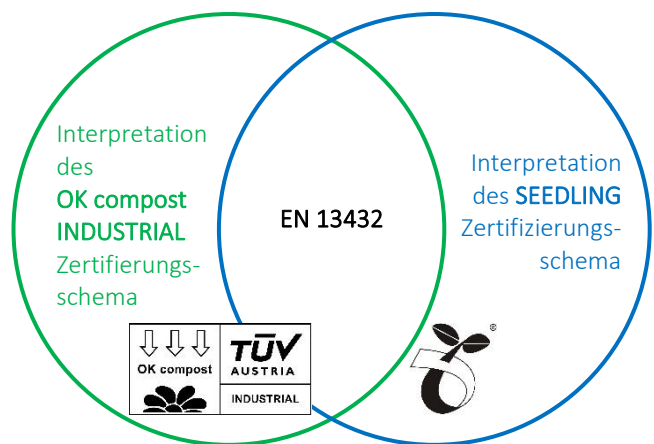 Interpretation
des
OK compost
INDUSTRIAL
Zertifierungs-
schema
EN 13432
Interpretation
des SEEDLING
Zertifizierungs-
schema
OK compost
TÜV
AUSTRIA
INDUSTRIAL
®